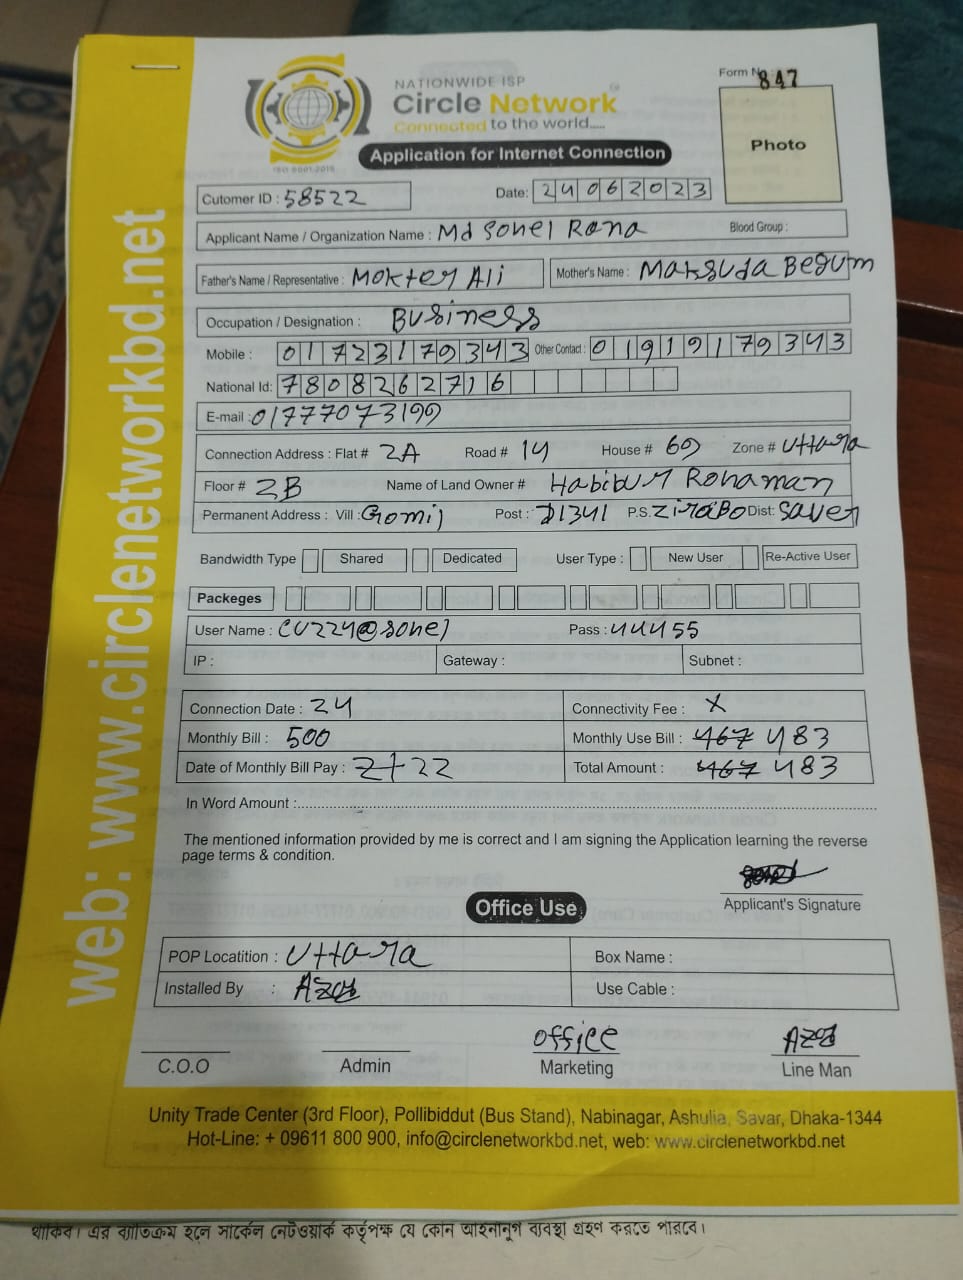 NATIONWIDE ISP
Circle Network
Connected to the world.....
ISO 9001:2015
Form No. 847
Photo
Application for Internet Connection
Cutomer ID : 58522 Date: 24062023
Applicant Name / Organization Name : Md Sohel Rana Blood Group :
Father's Name / Representative : Mokter Ali Mother's Name : Maksuda Begum
Occupation / Designation : Business
Mobile : 01723179343 Other Contact : 01919179343
National Id: 7808262716
E-mail : 01777073199
Connection Address : Flat # 2A Road # 14 House # 69 Zone # Uttara
Floor # 2B Name of Land Owner # Habibur Rohaman
Permanent Address : Vill : Post : 1341 P.S. Zirabo Dist: Saver
Bandwidth Type Shared Dedicated User Type : New User Re-Active User
Packeges
User Name : @sohel Pass : 44455
IP : Gateway : Subnet :
Connection Date : 24 Connectivity Fee : X
Monthly Bill : 500 Monthly Use Bill : 467 483
Date of Monthly Bill Pay : 22 Total Amount : 467 483
In Word Amount :
The mentioned information provided by me is correct and I am signing the Application learning the reverse
page terms & condition.
Applicant's Signature
Office Use
POP Locatition : Uttara Box Name :
Installed By : Use Cable :
office
C.O.O Admin Marketing Line Man
Unity Trade Center (3rd Floor), Pollibiddut (Bus Stand), Nabinagar, Ashulia, Savar, Dhaka-1344
Hot-Line: + 09611 800 900, info@circlenetworkbd.net, web: www.circlenetworkbd.net
web: www.circlenetworkbd.net
থাকিব। এর ব্যতিক্রম হলে সার্কেল নেটওয়ার্ক কর্তৃপক্ষ যে কোন আইনানুগ ব্যবস্থা গ্রহণ করতে পারবে।